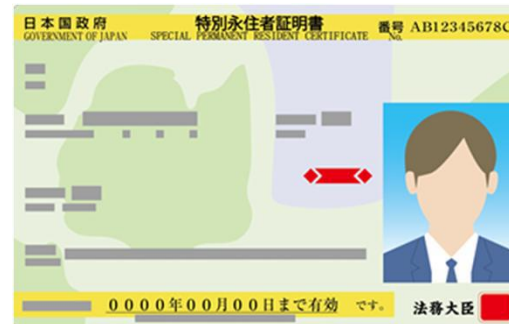 日本国政府 特別永住者証明書 番号 AB12345678C
GOVERNMENT OF JAPAN SPECIAL PERMANENT RESIDENT CERTIFICATE No.
0000年00月00日まで有効 です。
法務大臣